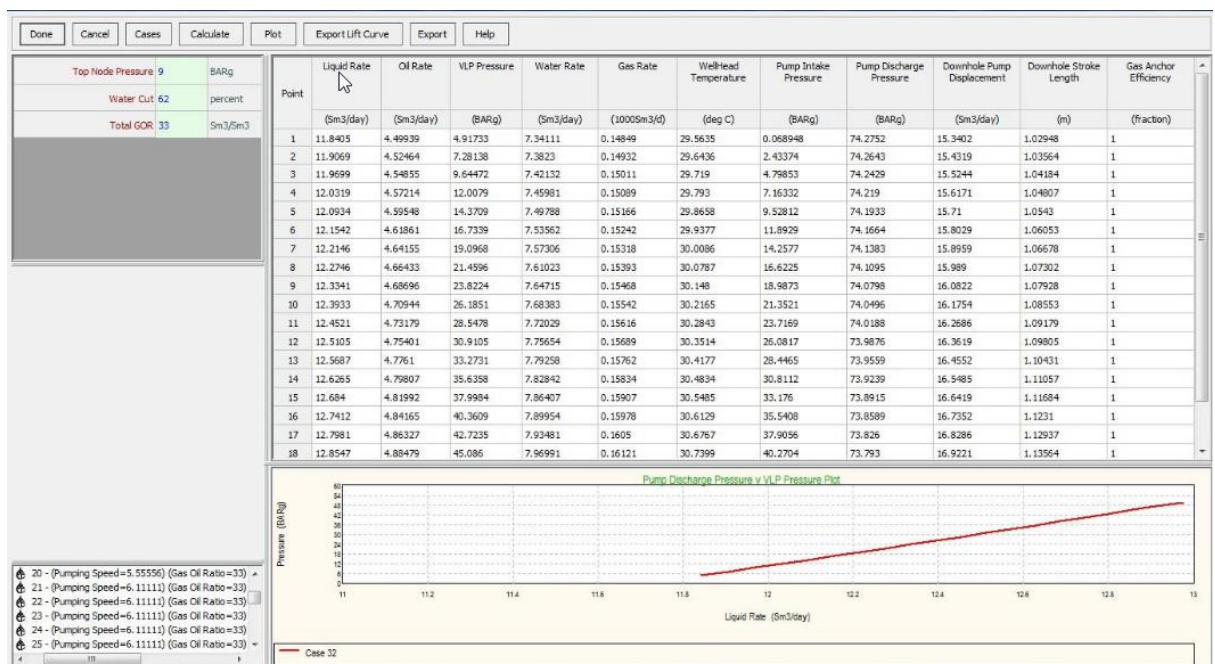 Done Cancel Cases Calculate Plot Export Lift Curve Export Help
Top Node Pressure 9 BARg
Water Cut 62 percent
Total GOR 33 Sm3/Sm3
Point Liquid Rate Oil Rate VLP Pressure Water Rate Gas Rate WellHead Temperature Pump Intake Pressure Pump Discharge Pressure Downhole Pump Displacement Downhole Stroke Length Gas Anchor Efficiency
(Sm3/day) (Sm3/day) (BARg) (Sm3/day) (1000Sm3/d) (deg C) (BARg) (BARg) (Sm3/day) (m) (fraction)
1 11.8405 4.49939 4.91733 7.34111 0.14849 29.5635 0.068948 74.2752 15.3402 1.02948 1
2 11.9069 4.52464 7.28138 7.3823 0.14932 29.6436 2.43374 74.2643 15.4319 1.03564 1
3 11.9699 4.54855 9.64472 7.42132 0.15011 29.719 4.79853 74.2429 15.5244 1.04184 1
4 12.0319 4.57214 12.0079 7.45981 0.15089 29.793 7.16332 74.219 15.6171 1.04807 1
5 12.0934 4.59548 14.3709 7.49788 0.15166 29.8658 9.52812 74.1933 15.71 1.0543 1
6 12.1542 4.61861 16.7339 7.53562 0.15242 29.9377 11.8929 74.1664 15.8029 1.06053 1
7 12.2146 4.64155 19.0968 7.57306 0.15318 30.0086 14.2577 74.1383 15.8959 1.06678 1
8 12.2746 4.66433 21.4596 7.61023 0.15393 30.0787 16.6225 74.1095 15.989 1.07302 1
9 12.3341 4.68696 23.8224 7.64715 0.15468 30.148 18.9873 74.0798 16.0822 1.07928 1
10 12.3933 4.70944 26.1851 7.68383 0.15542 30.2165 21.3521 74.0496 16.1754 1.08553 1
11 12.4521 4.73179 28.5478 7.72029 0.15616 30.2843 23.7169 74.0188 16.2686 1.09179 1
12 12.5105 4.75401 30.9105 7.75654 0.15689 30.3514 26.0817 73.9876 16.3619 1.09805 1
13 12.5687 4.7761 33.2731 7.79258 0.15762 30.4177 28.4465 73.9559 16.4552 1.10431 1
14 12.6265 4.79807 35.6358 7.82842 0.15834 30.4834 30.8112 73.9239 16.5485 1.11057 1
15 12.684 4.81992 37.9984 7.86407 0.15907 30.5485 33.176 73.8915 16.6419 1.11684 1
16 12.7412 4.84165 40.3609 7.89954 0.15978 30.6129 35.5408 73.8589 16.7352 1.1231 1
17 12.7981 4.86327 42.7235 7.93481 0.1605 30.6767 37.9056 73.826 16.8286 1.12937 1
18 12.8547 4.88479 45.086 7.96991 0.16121 30.7399 40.2704 73.793 16.9221 1.13564 1
Pump Discharge Pressure v VLP Pressure Plot
Pressure (BARg)
60
54
48
42
36
30
24
18
12
6
0
11 11.2 11.4 11.6 11.8 12 12.2 12.4 12.6 12.8 13
Liquid Rate (Sm3/day)
Case 32
20 - (Pumping Speed=5.55556) (Gas Oil Ratio=33)
21 - (Pumping Speed=6.11111) (Gas Oil Ratio=33)
22 - (Pumping Speed=6.11111) (Gas Oil Ratio=33)
23 - (Pumping Speed=6.11111) (Gas Oil Ratio=33)
24 - (Pumping Speed=6.11111) (Gas Oil Ratio=33)
25 - (Pumping Speed=6.11111) (Gas Oil Ratio=33)